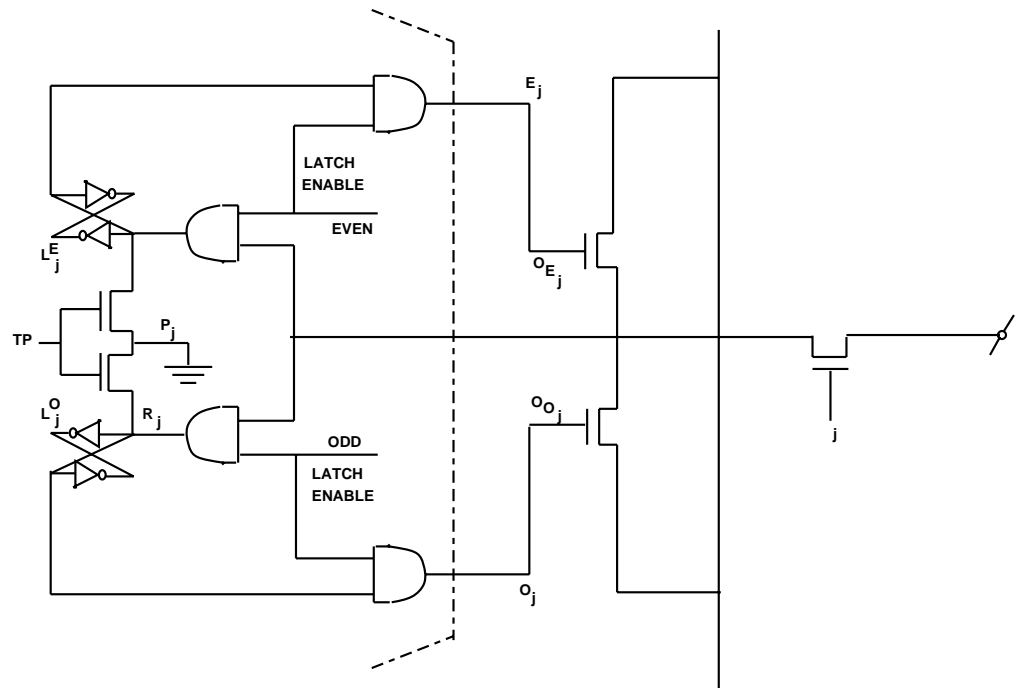 E j
LATCH
ENABLE
EVEN
L E j
O E j
P j
TP
L O j
R j
O O j
ODD
LATCH
ENABLE
j
O j